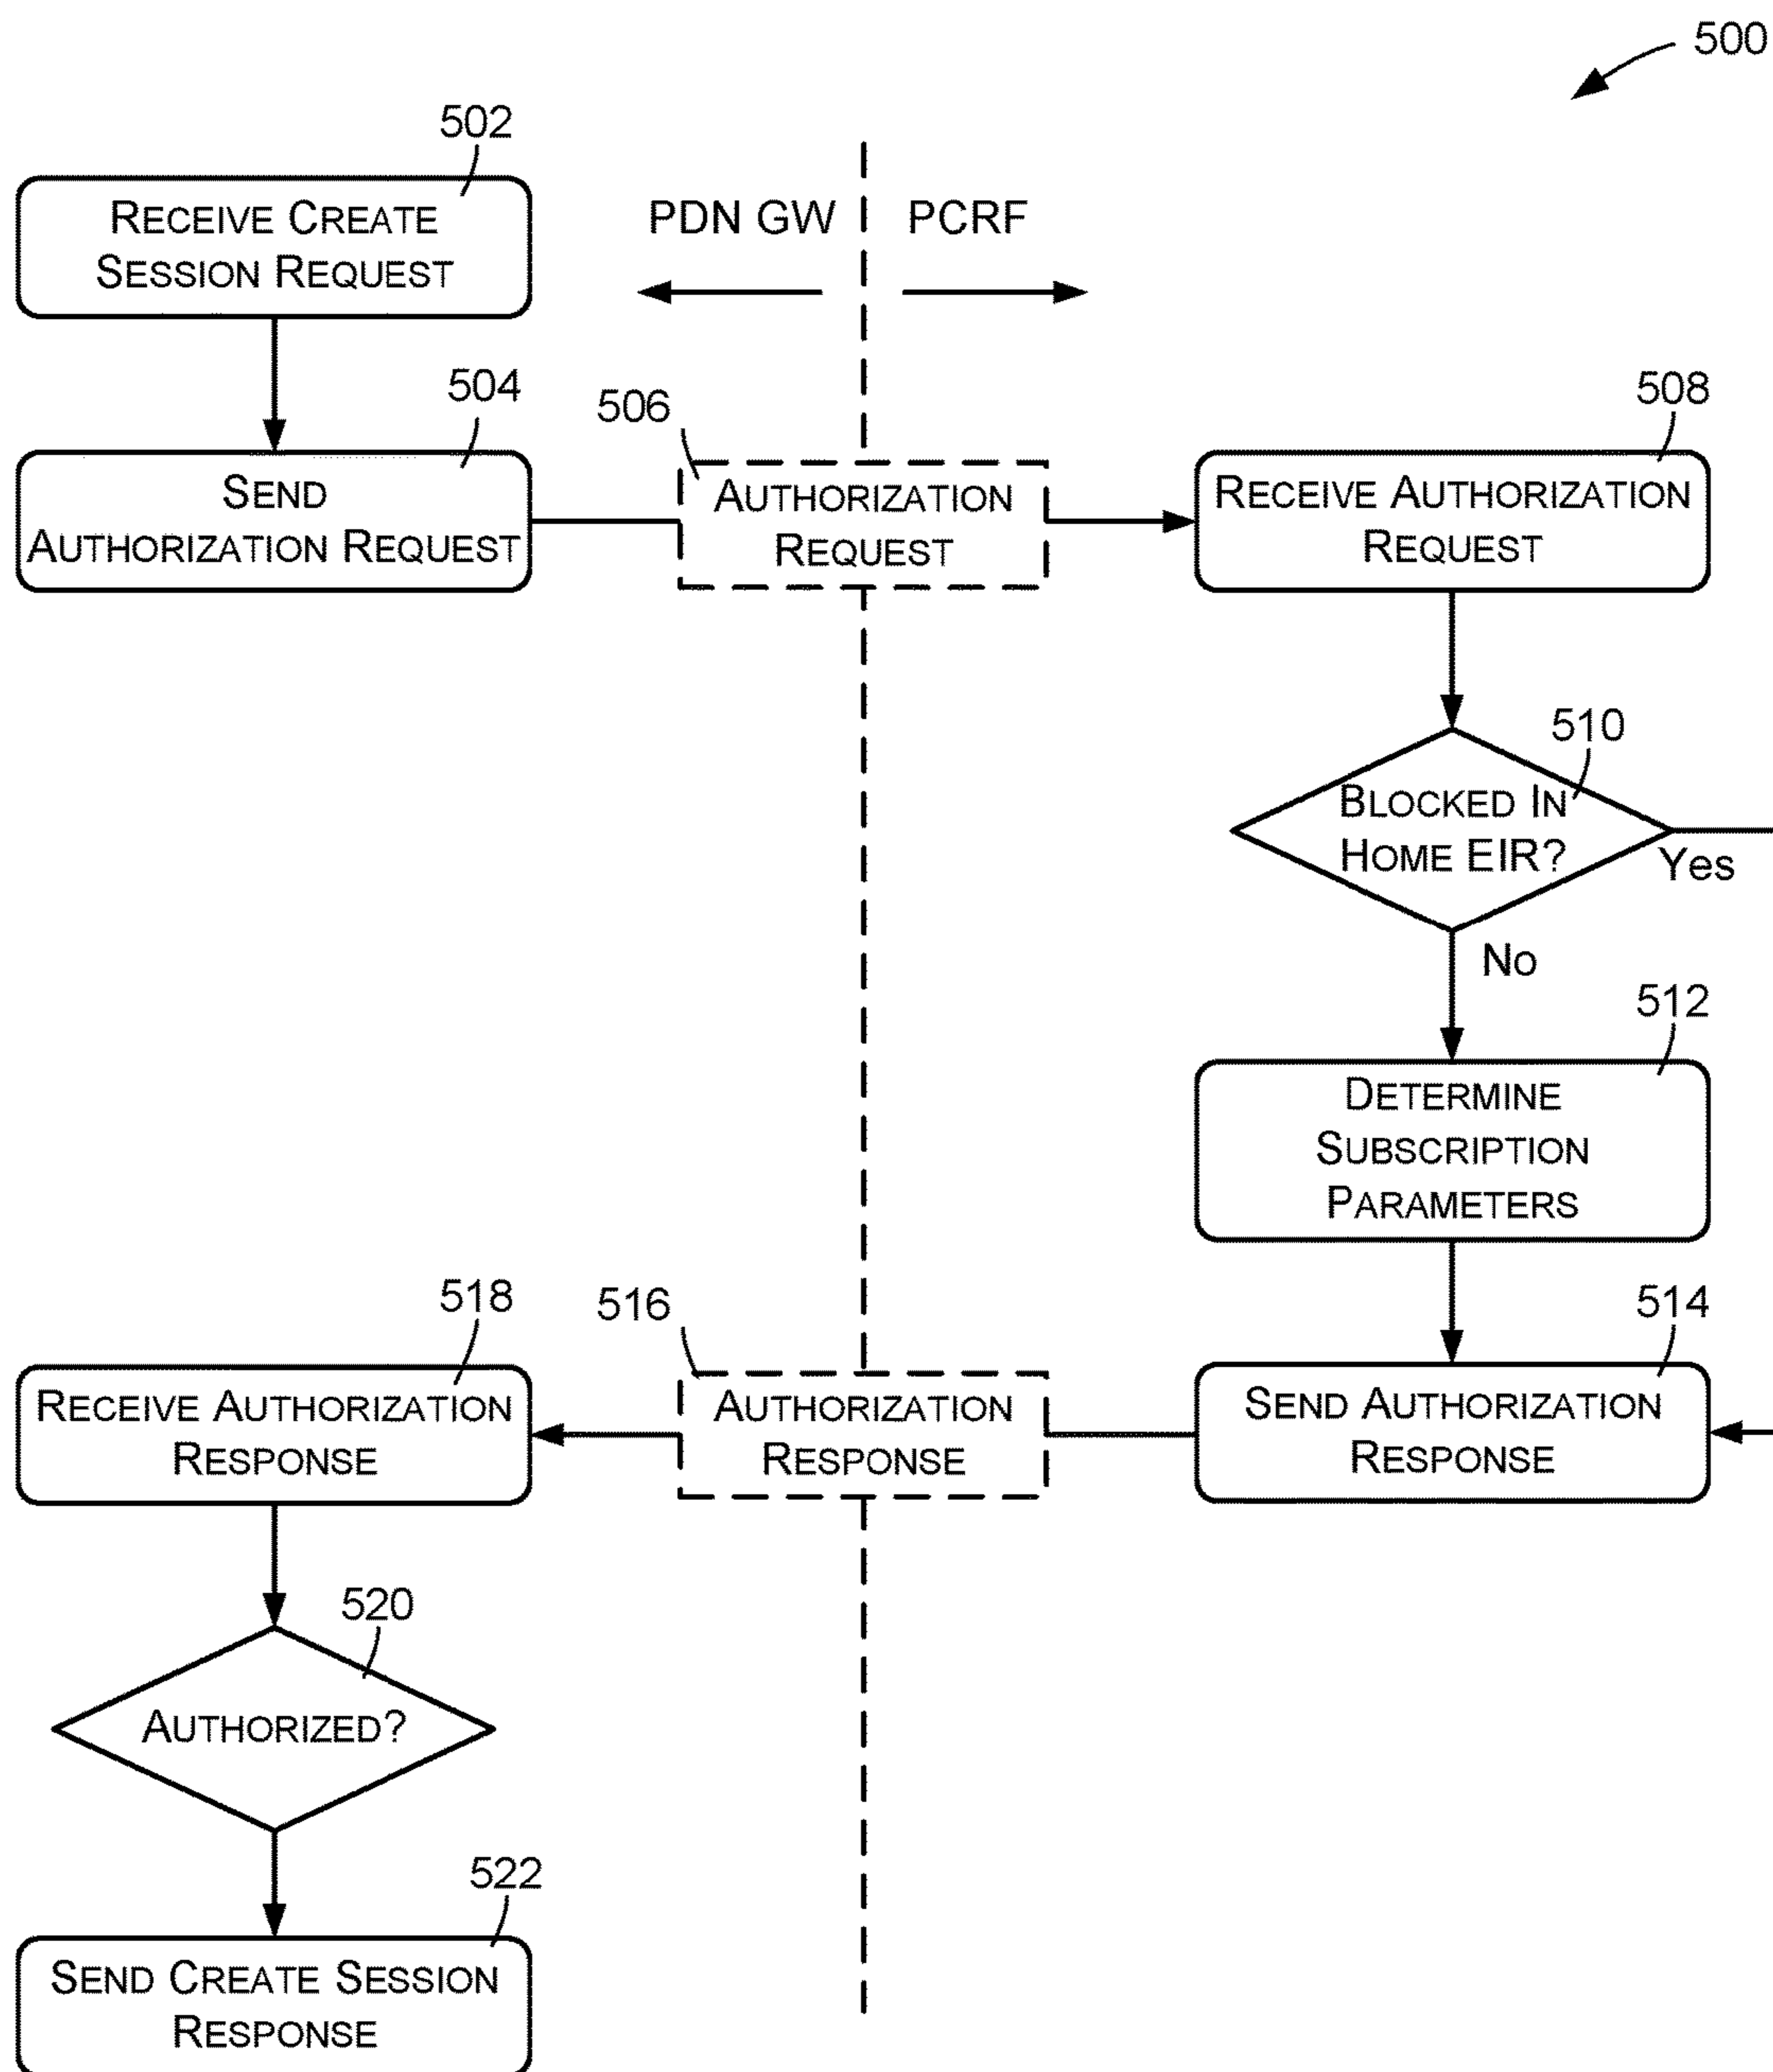 500
502
RECEIVE CREATE
SESSION REQUEST
PDN GW
PCRF
504
SEND
AUTHORIZATION REQUEST
506
AUTHORIZATION
REQUEST
508
RECEIVE AUTHORIZATION
REQUEST
510
BLOCKED IN
HOME EIR?
Yes
No
512
DETERMINE
SUBSCRIPTION
PARAMETERS
514
SEND AUTHORIZATION
RESPONSE
516
AUTHORIZATION
RESPONSE
518
RECEIVE AUTHORIZATION
RESPONSE
520
AUTHORIZED?
522
SEND CREATE SESSION
RESPONSE